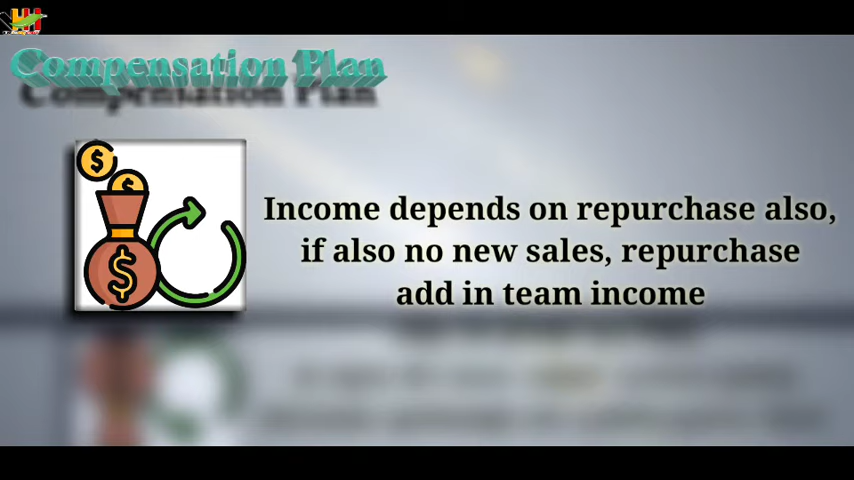 Compensation Plan
Income depends on repurchase also,
if also no new sales, repurchase
add in team income